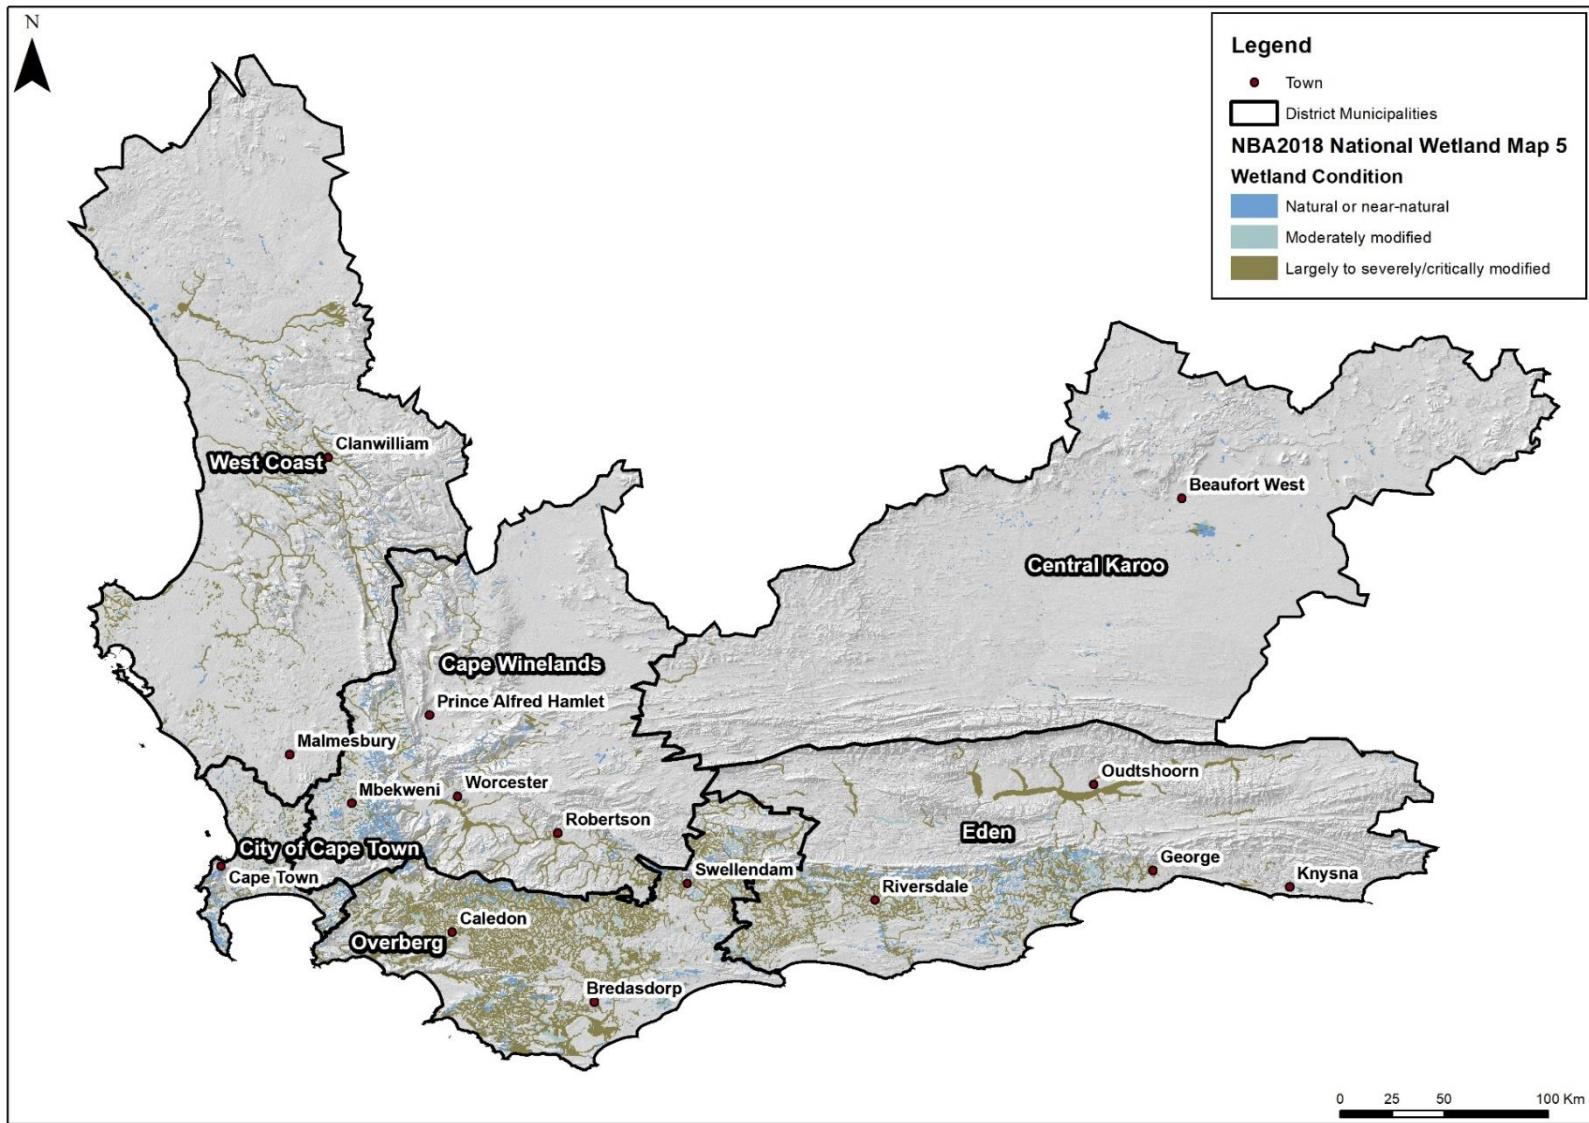 N
Legend
Town
District Municipalities
NBA2018 National Wetland Map 5
Wetland Condition
Natural or near-natural
Moderately modified
Largely to severely/critically modified
Clanwilliam
West Coast
Beaufort West
Central Karoo
Cape Winelands
Prince Alfred Hamlet
Malmesbury
Mbekweni
Worcester
Oudtshoorn
Robertson
Eden
City of Cape Town
Cape Town
Swellendam
George
Knysna
Riversdale
Caledon
Overberg
Bredasdorp
0 25 50 100 Km